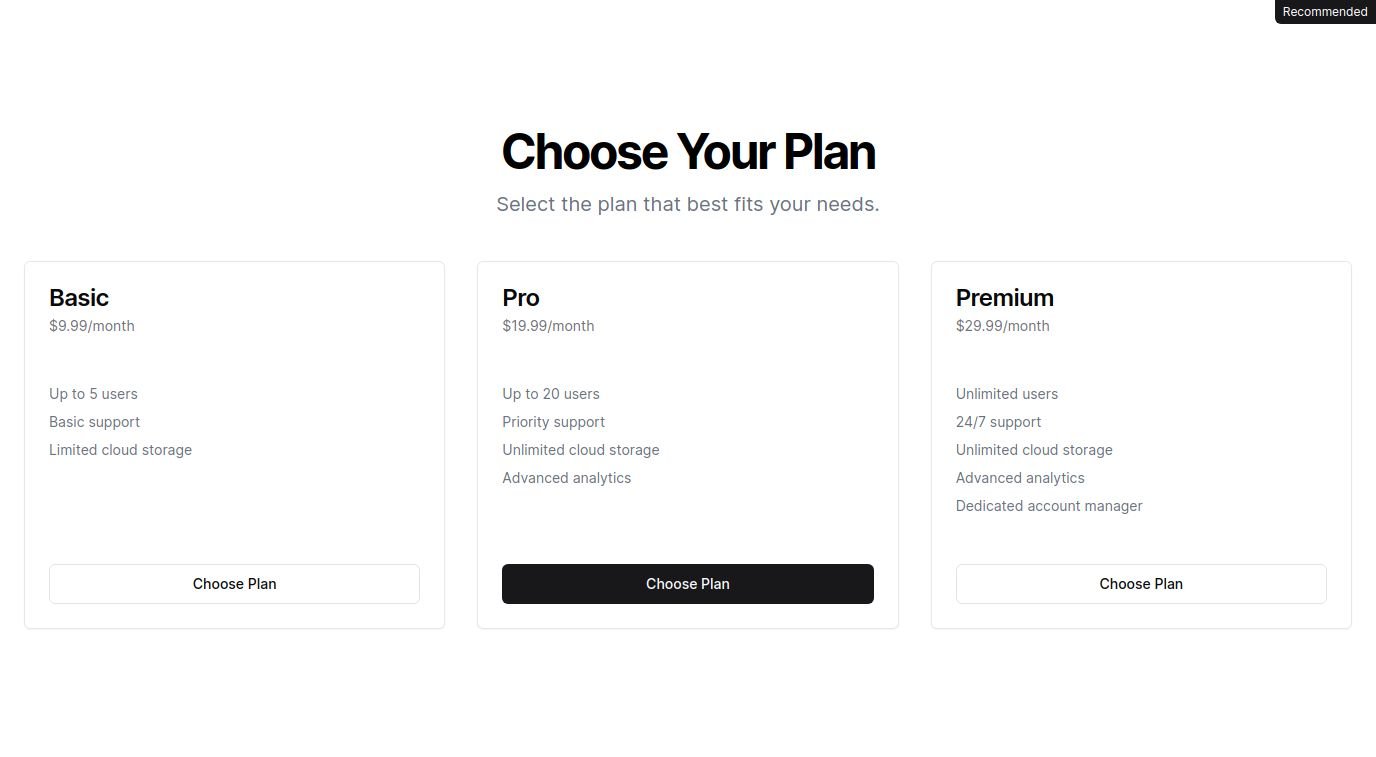 Recommended
Choose Your Plan
Select the plan that best fits your needs.
Basic
$9.99/month
Up to 5 users
Basic support
Limited cloud storage
Choose Plan
Pro
$19.99/month
Up to 20 users
Priority support
Unlimited cloud storage
Advanced analytics
Choose Plan
Premium
$29.99/month
Unlimited users
24/7 support
Unlimited cloud storage
Advanced analytics
Dedicated account manager
Choose Plan